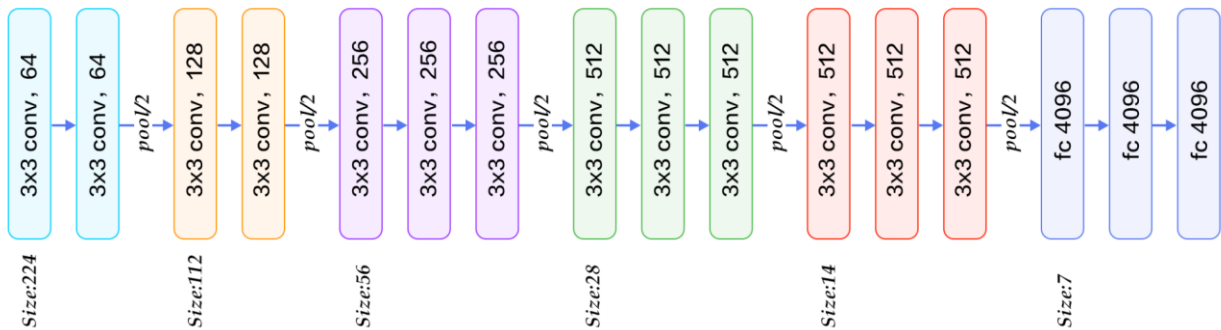 3x3 conv, 64
3x3 conv, 64
pool/2
3x3 conv, 128
3x3 conv, 128
pool/2
3x3 conv, 256
3x3 conv, 256
3x3 conv, 256
pool/2
3x3 conv, 512
3x3 conv, 512
3x3 conv, 512
pool/2
3x3 conv, 512
3x3 conv, 512
3x3 conv, 512
pool/2
fc 4096
fc 4096
fc 4096
Size:224
Size:112
Size:56
Size:28
Size:14
Size:7